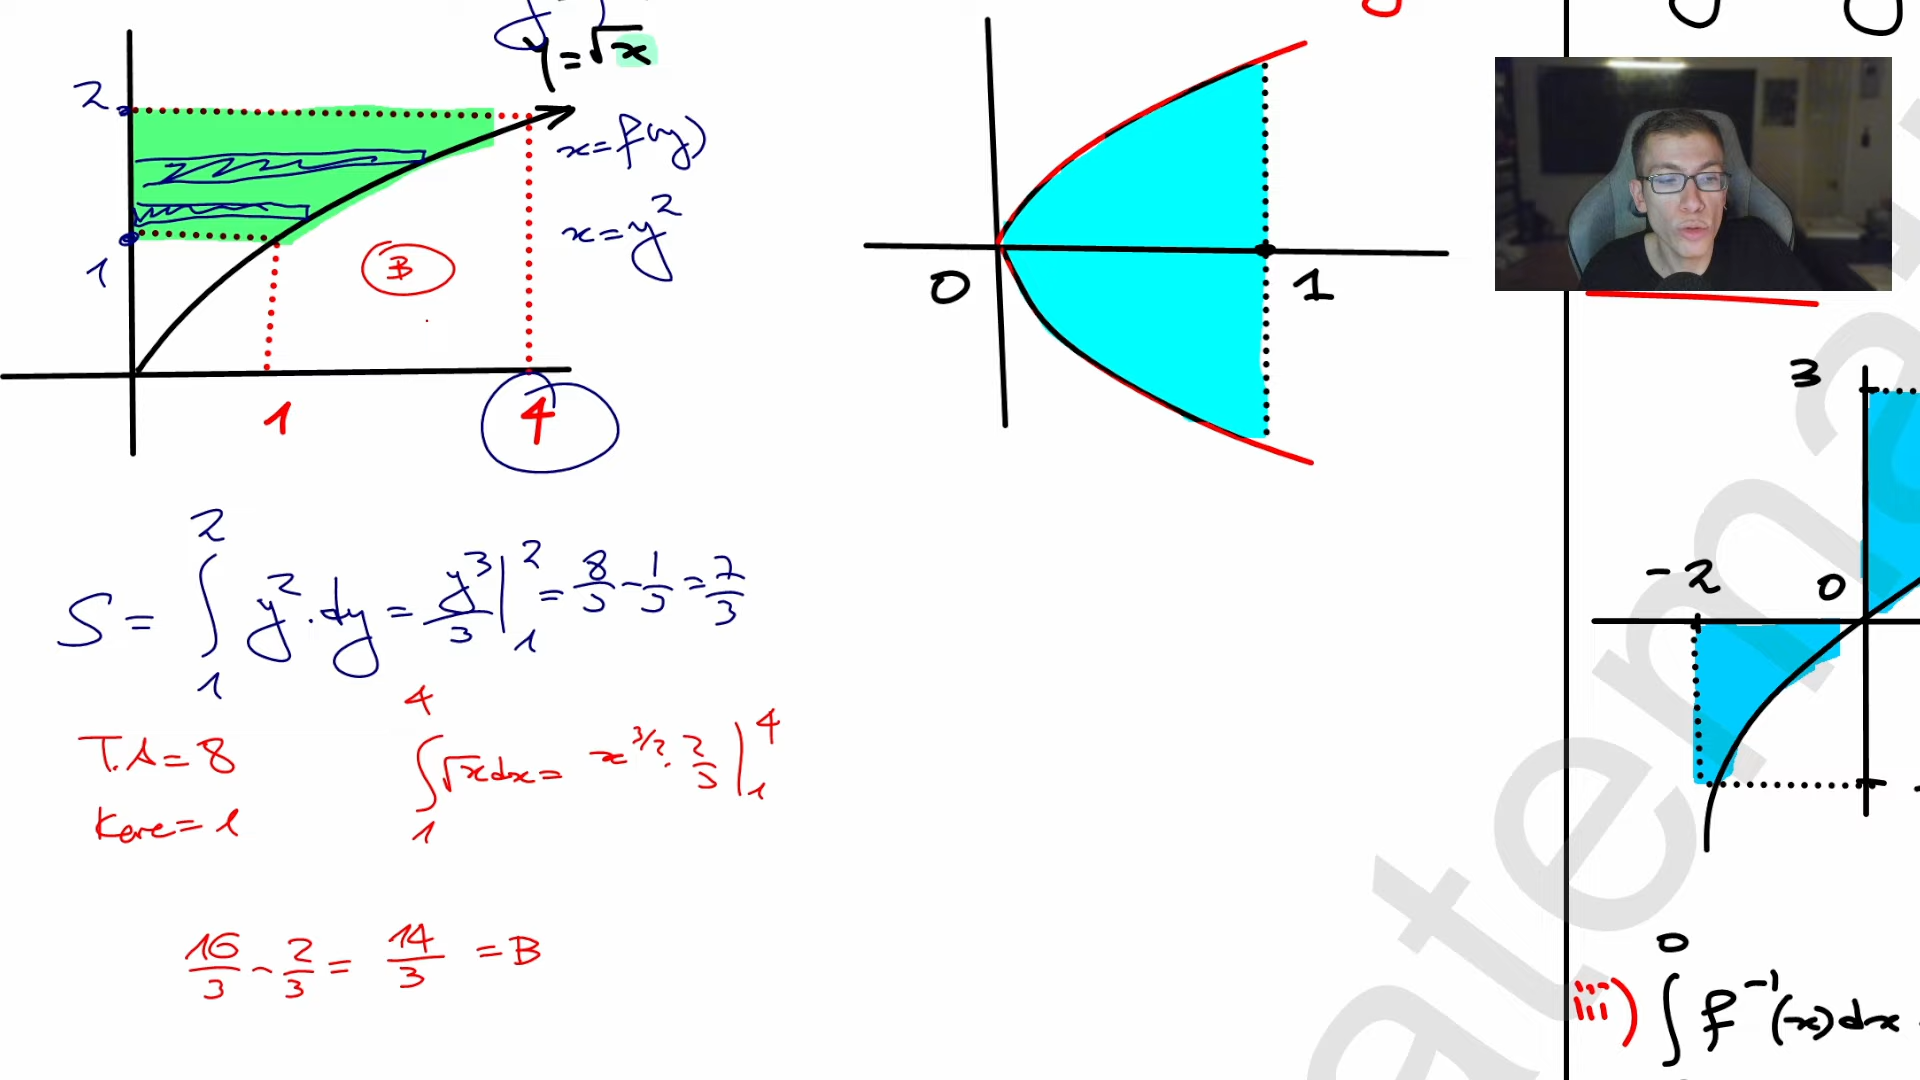 y=√x
2
x=f(y)
x=y²
1
B
1
4
S = ∫₁² y².dy = y³/3 |₁² = 8/3 - 1/3 = 7/3
T.A = 8
Kare = 1
∫₁⁴ √x dx = x^3/2 . 2/3 |₁⁴
16/3 - 2/3 = 14/3 = B
0
1
3
-2
0
iii) ∫ f⁻¹(x)dx
0
atema